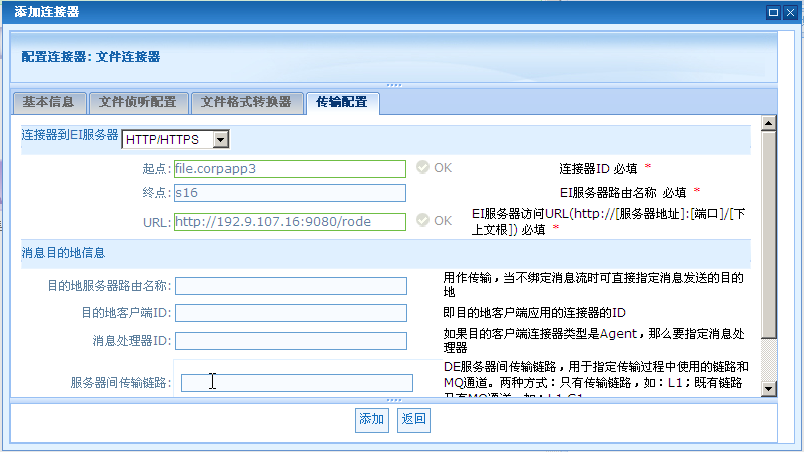 添加连接器
配置连接器: 文件连接器
基本信息 文件侦听配置 文件格式转换器 传输配置
连接器到EI服务器 HTTP/HTTPS
起点: file.corpapp3 OK 连接器ID 必填 *
终点: s16 EI服务器路由名称 必填 *
URL: http://192.9.107.16:9080/rode OK EI服务器访问URL(http://[服务器地址]:[端口]/[下
上文根]) 必填 *
消息目的地信息
目的地服务器路由名称: 用作传输，当不绑定消息流时可直接指定消息发送的目的
地
目的地客户端ID: 即目的地客户端应用的连接器的ID
消息处理器ID: 如果目的客户端连接器类型是Agent，那么要指定消息处
理器
服务器间传输链路: DE服务器间传输链路，用于指定传输过程中使用的链路和
MQ通道。两种方式：只有传输链路，如：L1；既有链路
添加 返回